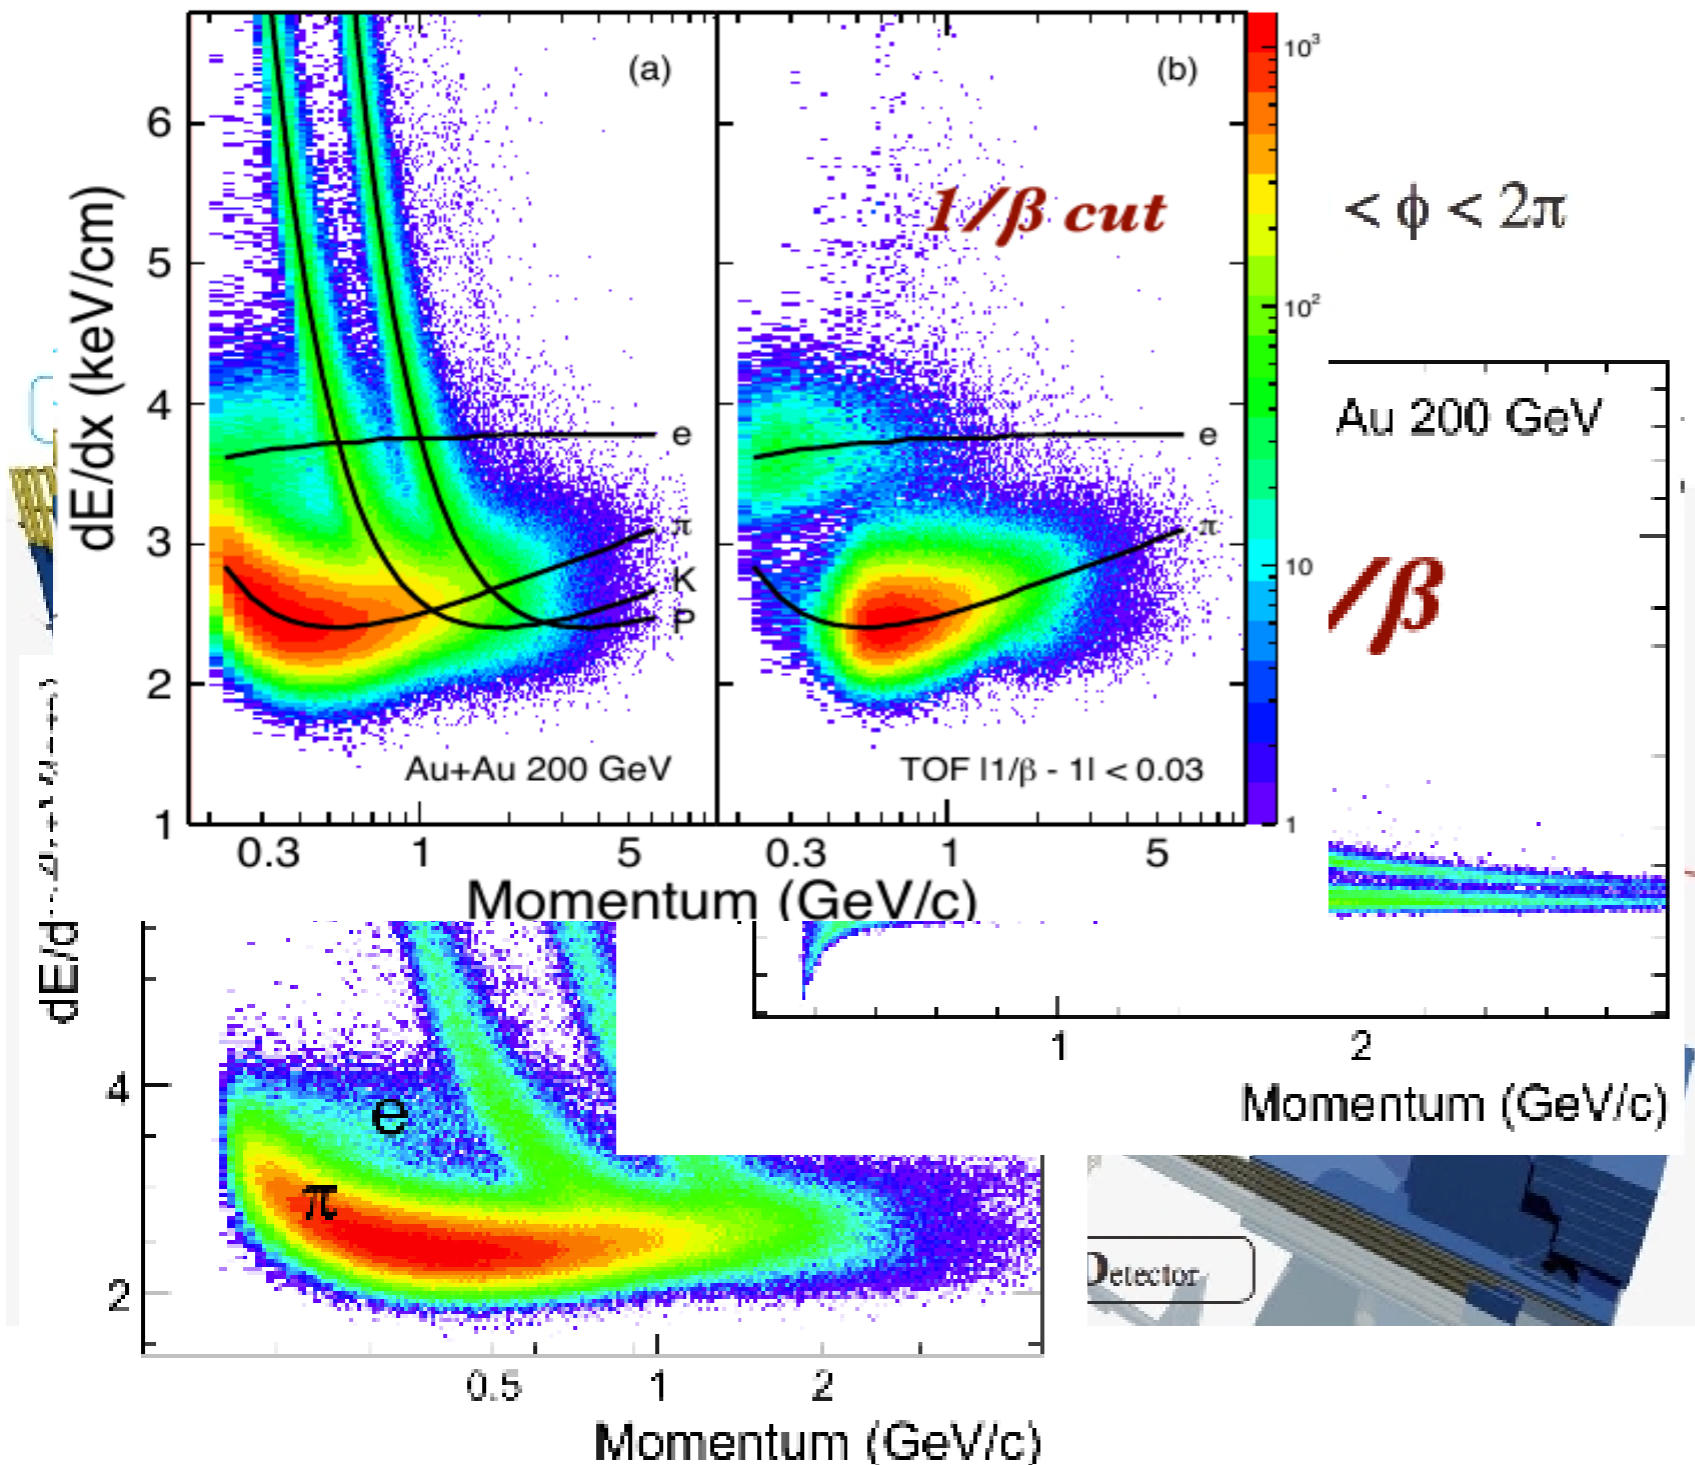 (a)
(b)
10³
6
1/β cut
< ϕ < 2π
5
dE/dx (keV/cm)
10²
4
e
e
Au 200 GeV
3
π
π
K
P
10
/β
2
Au+Au 200 GeV
TOF |1/β - 1| < 0.03
1
1
0.3
1
5
0.3
1
5
Momentum (GeV/c)
dE/d
1
2
4
e
Momentum (GeV/c)
π
Detector
2
0.5
1
2
Momentum (GeV/c)